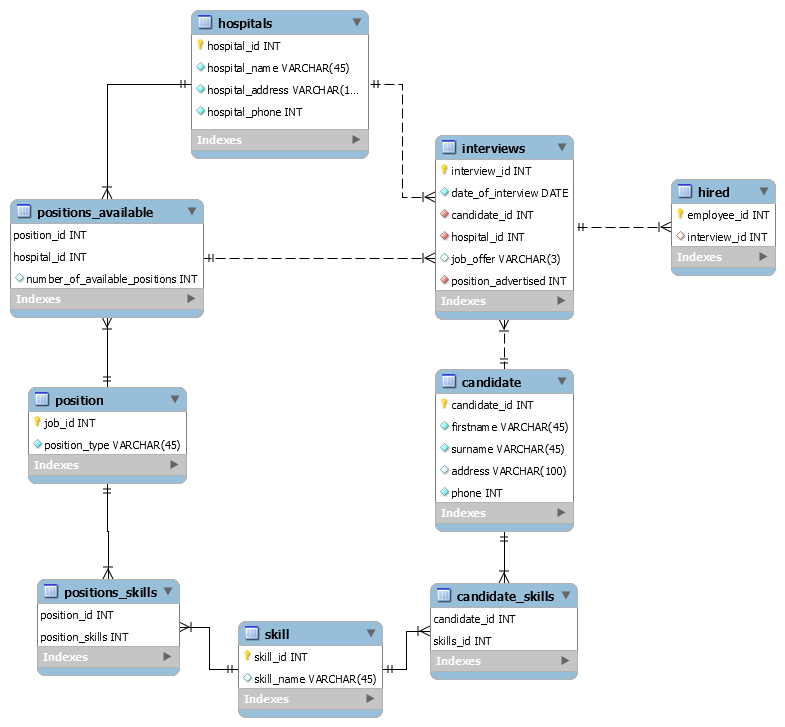 hospitals
hospital_id INT
hospital_name VARCHAR(45)
hospital_address VARCHAR(1...
hospital_phone INT
Indexes
interviews
interview_id INT
date_of_interview DATE
candidate_id INT
hospital_id INT
job_offer VARCHAR(3)
position_advertised INT
Indexes
hired
employee_id INT
interview_id INT
Indexes
positions_available
position_id INT
hospital_id INT
number_of_available_positions INT
Indexes
position
job_id INT
position_type VARCHAR(45)
Indexes
candidate
candidate_id INT
firstname VARCHAR(45)
surname VARCHAR(45)
address VARCHAR(100)
phone INT
Indexes
positions_skills
position_id INT
position_skills INT
Indexes
skill
skill_id INT
skill_name VARCHAR(45)
Indexes
candidate_skills
candidate_id INT
skills_id INT
Indexes